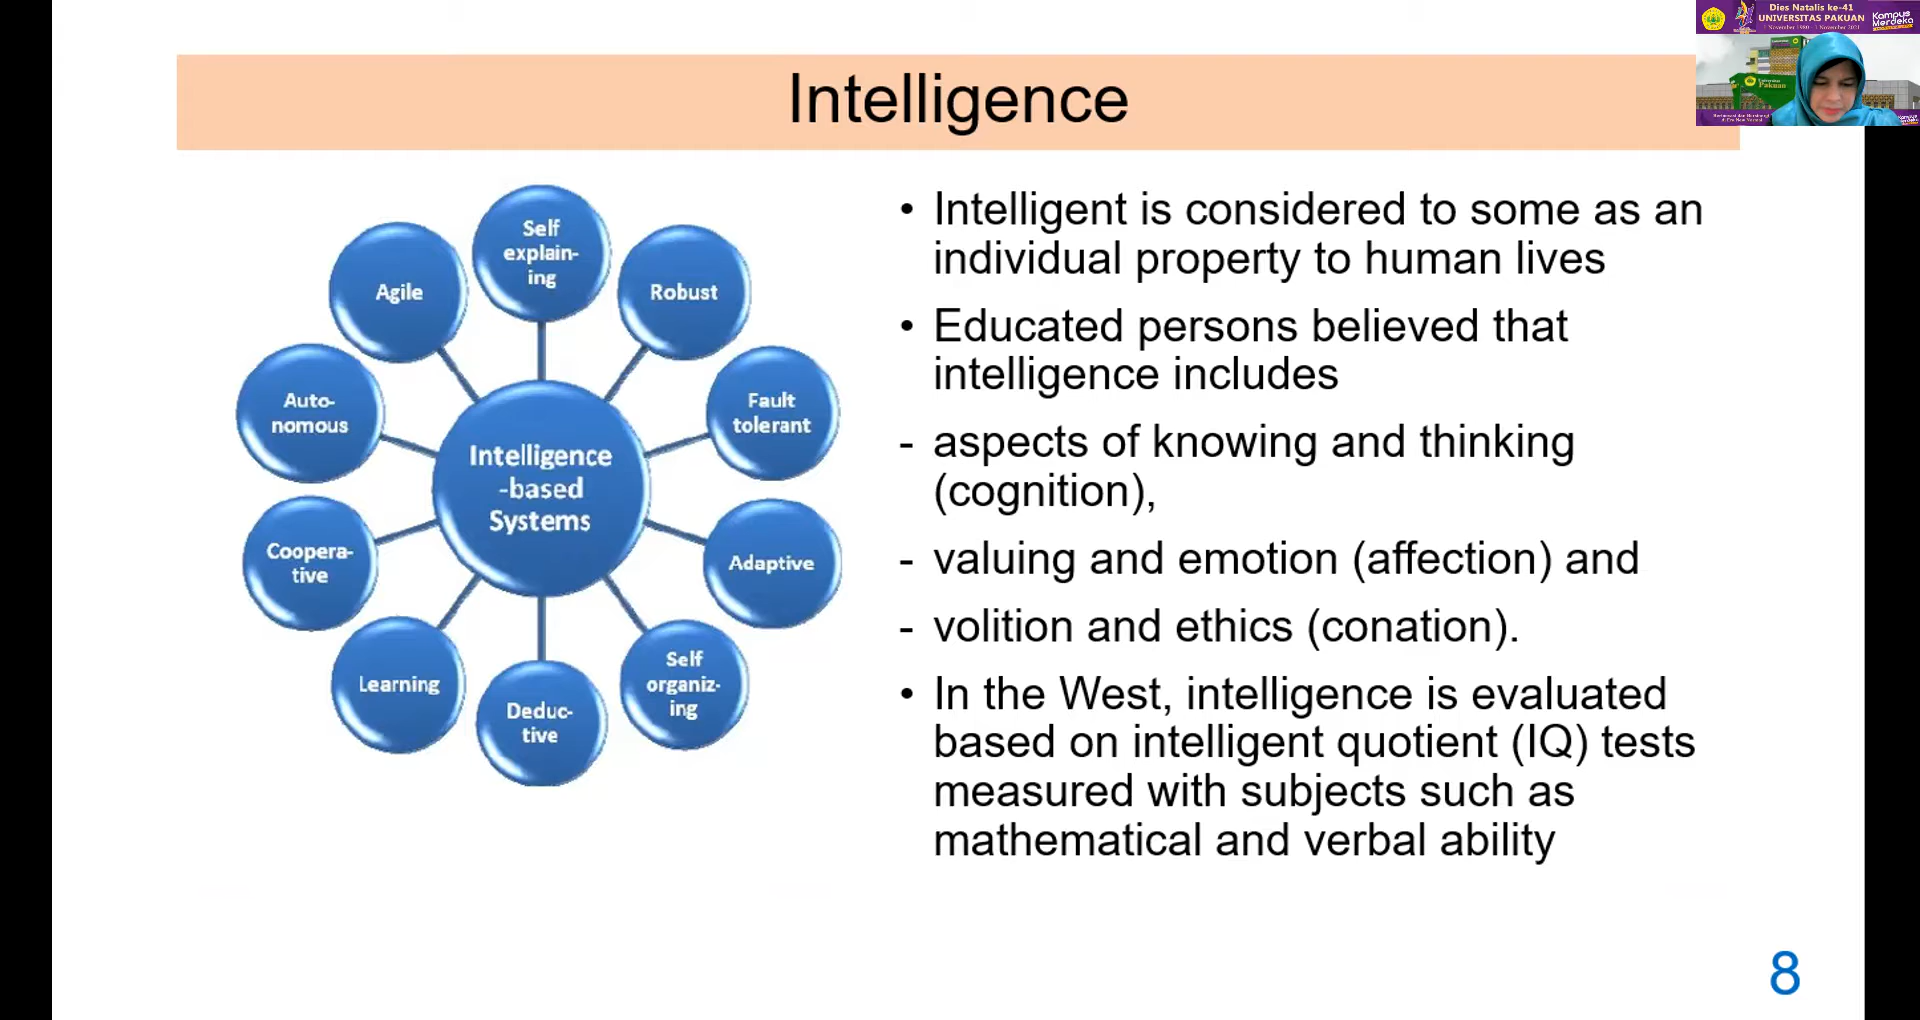 Dies Natalis ke-41
UNIVERSITAS PAKUAN
Kampus
Merdeka
Pakuan
Intelligence
Self
explain-
ing
Agile
Robust
Auto-
nomous
Fault
tolerant
Intelligence
-based
Systems
Coopera-
tive
Adaptive
Learning
Self
organiz-
ing
Deduc-
tive
• Intelligent is considered to some as an
individual property to human lives
• Educated persons believed that
intelligence includes
- aspects of knowing and thinking
(cognition),
- valuing and emotion (affection) and
- volition and ethics (conation).
• In the West, intelligence is evaluated
based on intelligent quotient (IQ) tests
measured with subjects such as
mathematical and verbal ability
8